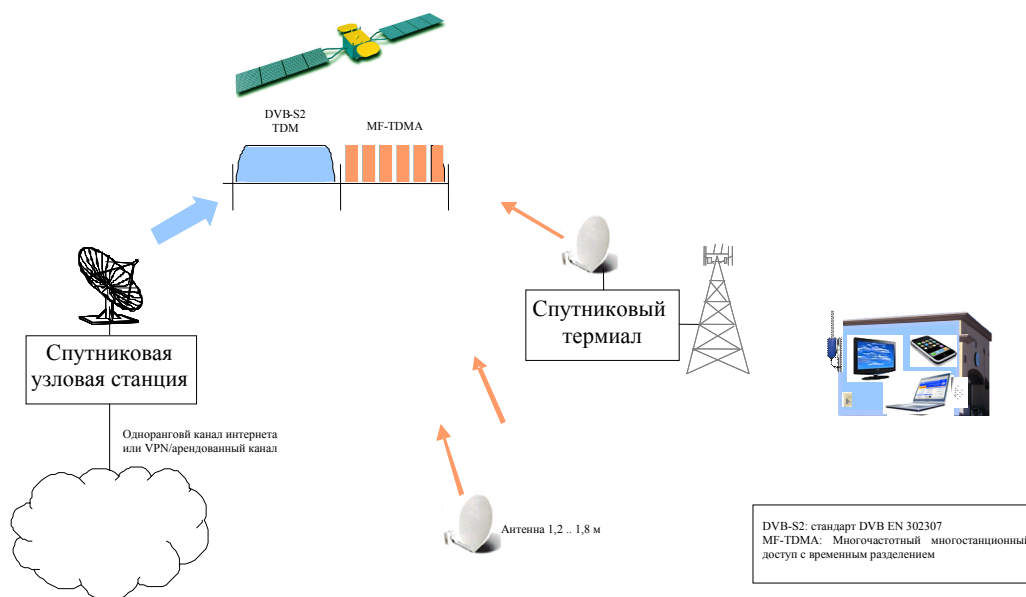 DVB-S2
TDM
MF-TDMA
Спутниковый
термиал
Спутниковая
узловая станция
Одноранговй канал интернета
или VPN/арендованный канал
Антенна 1,2 .. 1,8 м
DVB-S2: стандарт DVB EN 302307
MF-TDMA: Многочастотный многостанционный
доступ с временным разделением